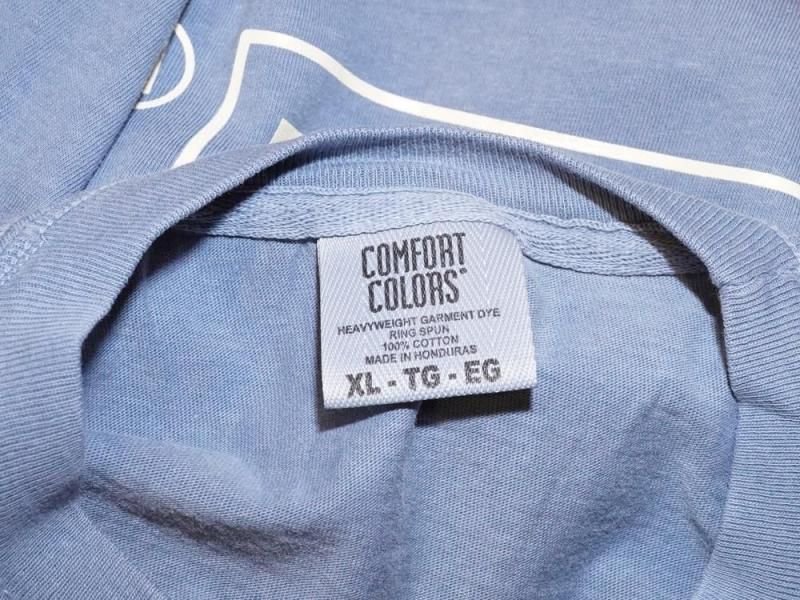 COMFORT
COLORS
HEAVYWEIGHT GARMENT DYE
RING SPUN
100% COTTON
MADE IN HONDURAS
XL - TG - EG